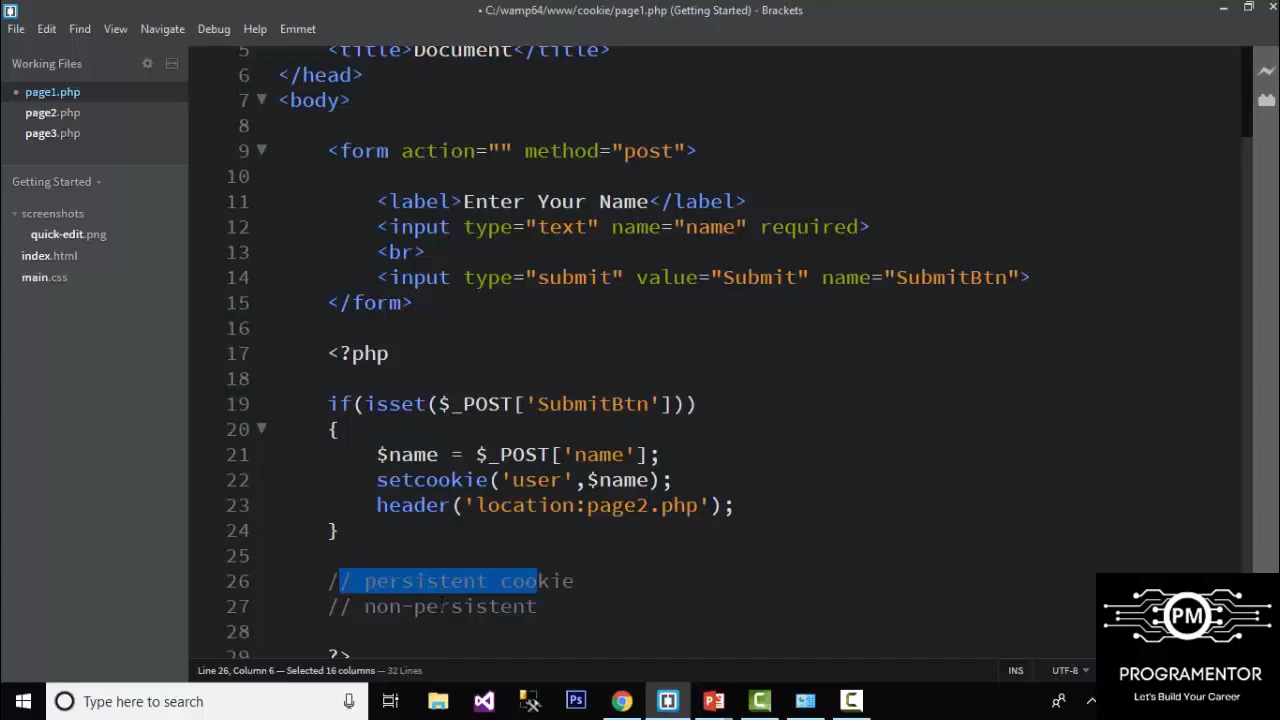 • C:/wamp64/www/cookie/page1.php (Getting Started) - Brackets
File Edit Find View Navigate Debug Help Emmet
Working Files
page1.php
page2.php
page3.php
Getting Started
screenshots
quick-edit.png
index.html
main.css
5 <title>Document</title>
6 </head>
7 <body>
8
9 <form action="" method="post">
10
11 <label>Enter Your Name</label>
12 <input type="text" name="name" required>
13 <br>
14 <input type="submit" value="Submit" name="SubmitBtn">
15 </form>
16
17 <?php
18
19 if(isset($_POST['SubmitBtn']))
20 {
21 $name = $_POST['name'];
22 setcookie('user',$name);
23 header('location:page2.php');
24 }
25
26 // persistent cookie
27 // non-persistent
28
29 ?>
Line 26, Column 6 — Selected 16 columns — 32 Lines
INS UTF-8
PM
PROGRAMENTOR
Let's Build Your Career
Type here to search
Ps